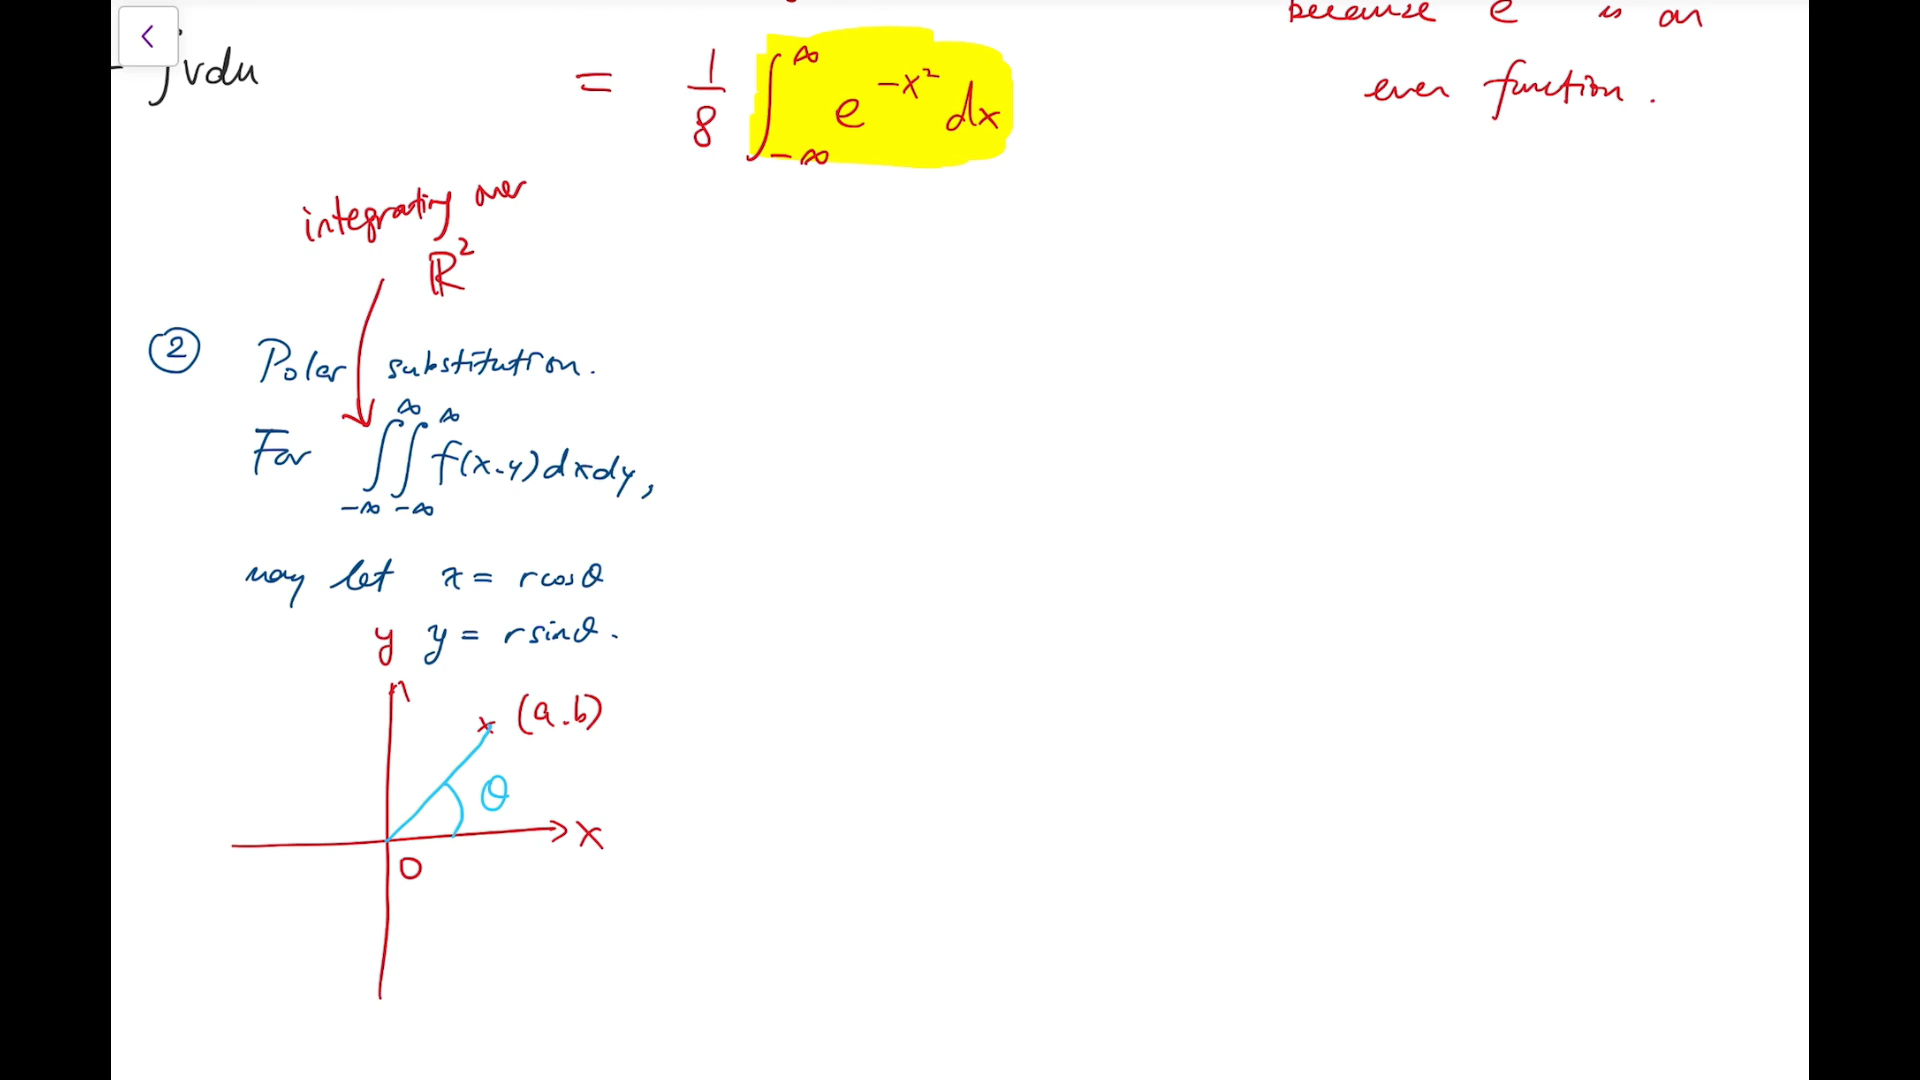 because e is an
- ∫vdu
= 1/8 ∫_{-∞}^{∞} e^{-x²} dx
even function.
integrating over
ℝ²
② Polar substitution.
For ∫_{-∞}^{∞}∫_{-∞}^{∞} f(x,y)dxdy,
may let x = rcosθ
y = rsinθ.
y
(a,b)
θ
x
O